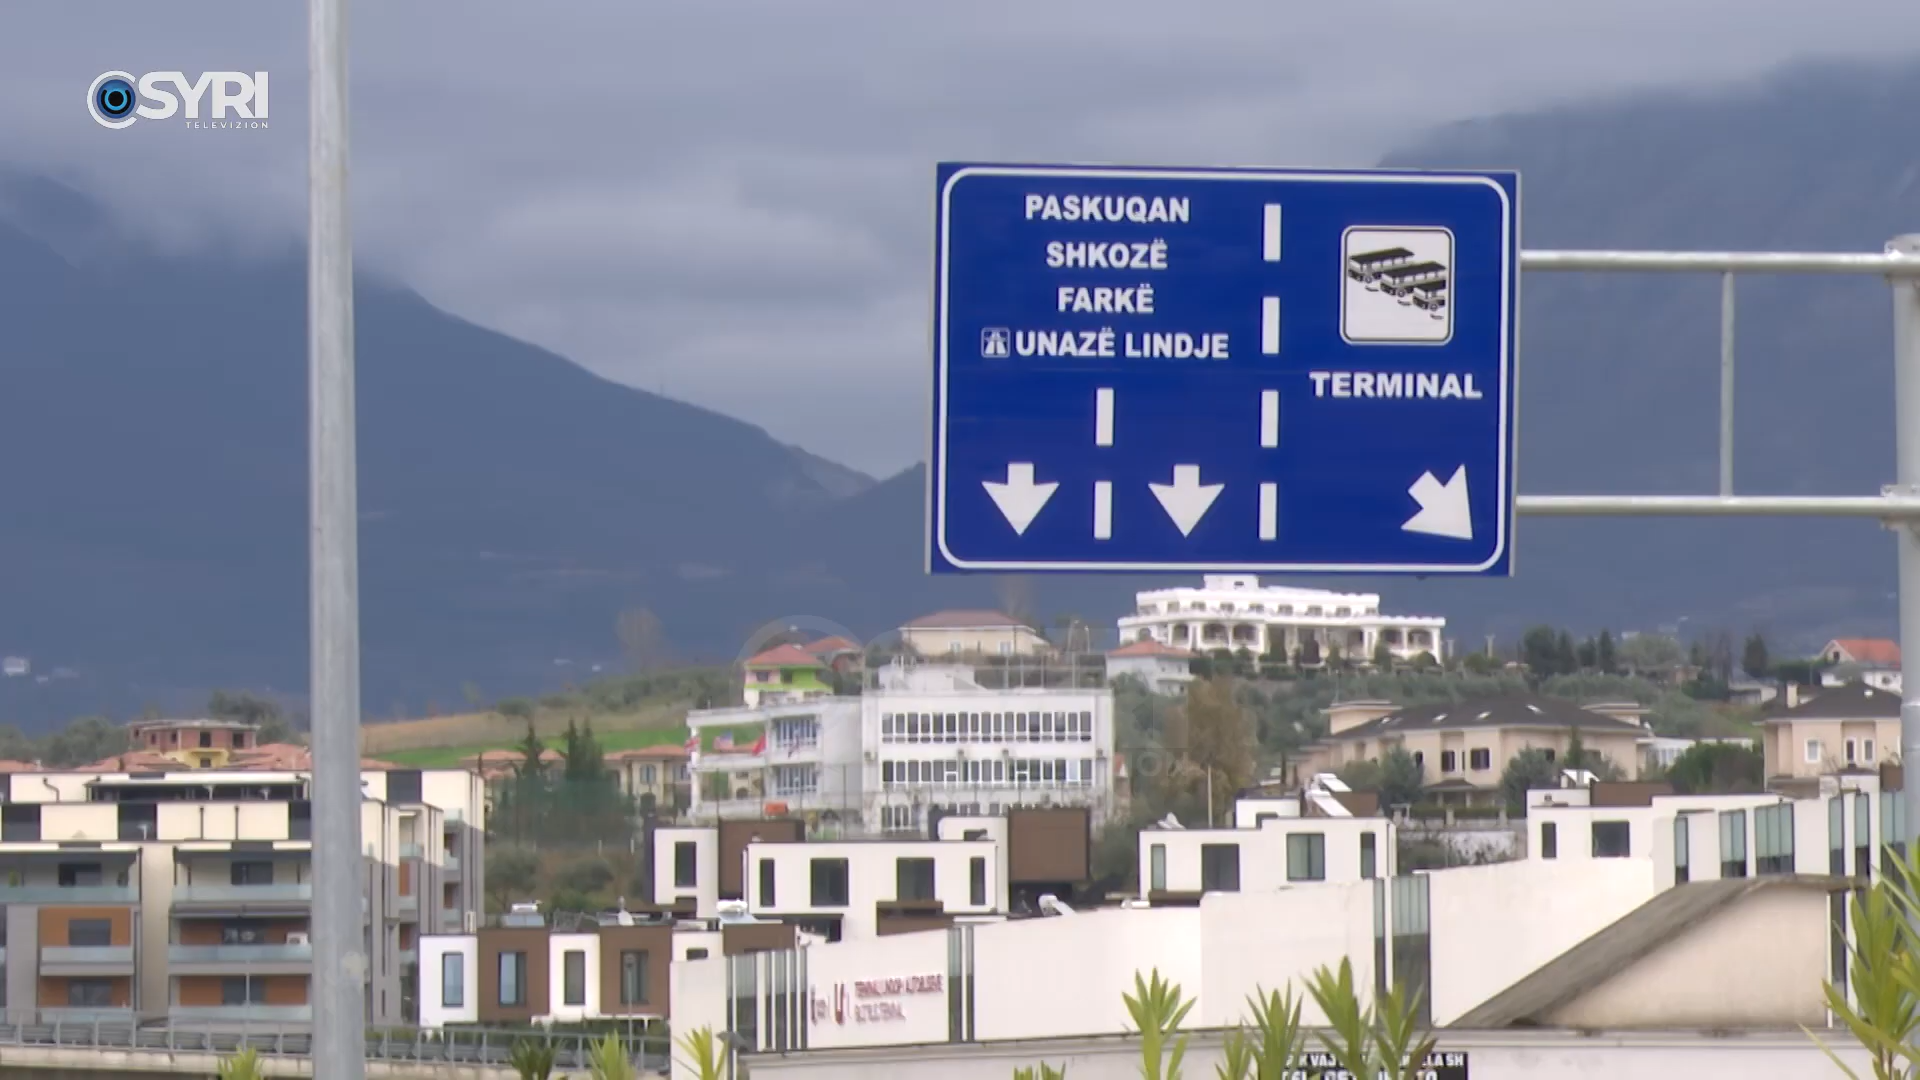 SYRI
TELEVIZION
PASKUQAN
SHKOZË
FARKË
UNAZË LINDJE
TERMINAL